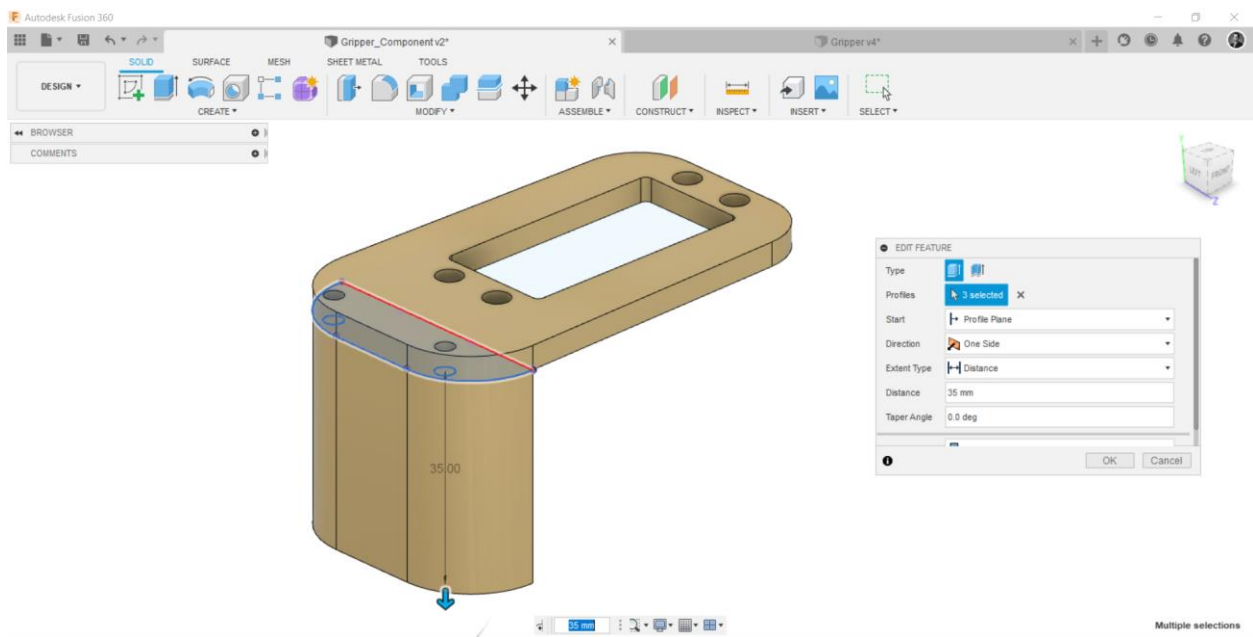 Autodesk Fusion 360
Gripper_Component v2*
Gripper v4*
SOLID SURFACE MESH SHEET METAL TOOLS
DESIGN
CREATE MODIFY ASSEMBLE CONSTRUCT INSPECT INSERT SELECT
BROWSER
COMMENTS
LEFT FRONT
Z
EDIT FEATURE
Type
Profiles 3 selected
Start Profile Plane
Direction One Side
Extent Type Distance
Distance 35 mm
Taper Angle 0.0 deg
OK Cancel
35.00
35 mm
Multiple selections